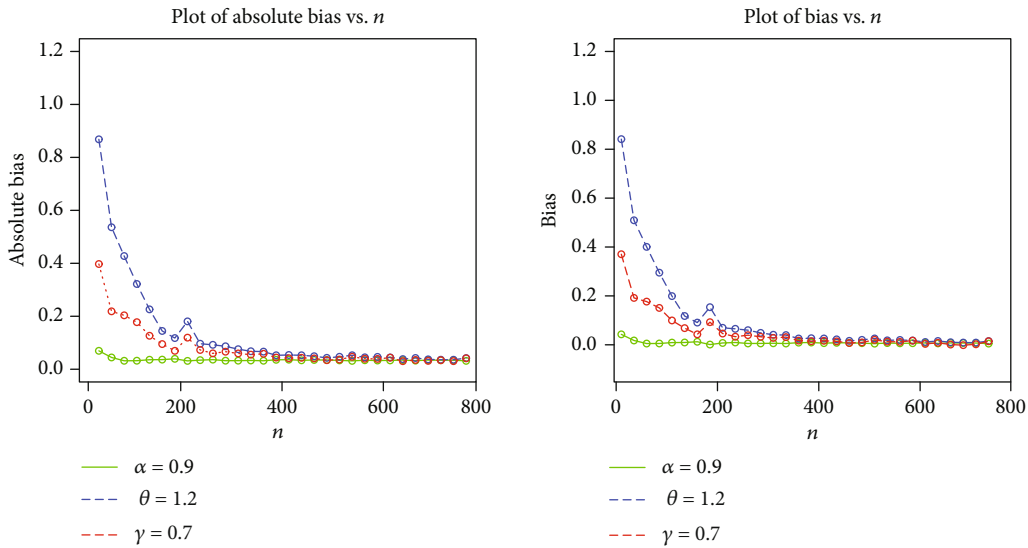 Plot of absolute bias vs. n
1.2
1.0
0.8
0.6
0.4
0.2
0.0
Absolute bias
0 200 400 600 800
n
α = 0.9
θ = 1.2
γ = 0.7
Plot of bias vs. n
1.2
1.0
0.8
0.6
0.4
0.2
0.0
Bias
0 200 400 600 800
n
α = 0.9
θ = 1.2
γ = 0.7